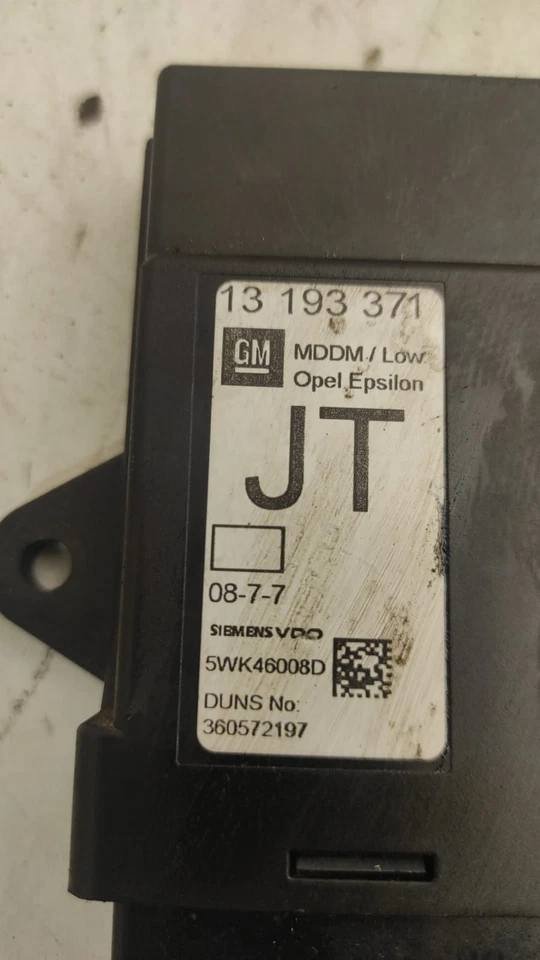 13 193 371
GM
MDDM / Low
Opel Epsilon
JT
08-7-7
SIEMENS VDO
5WK46008D
DUNS No:
360572197